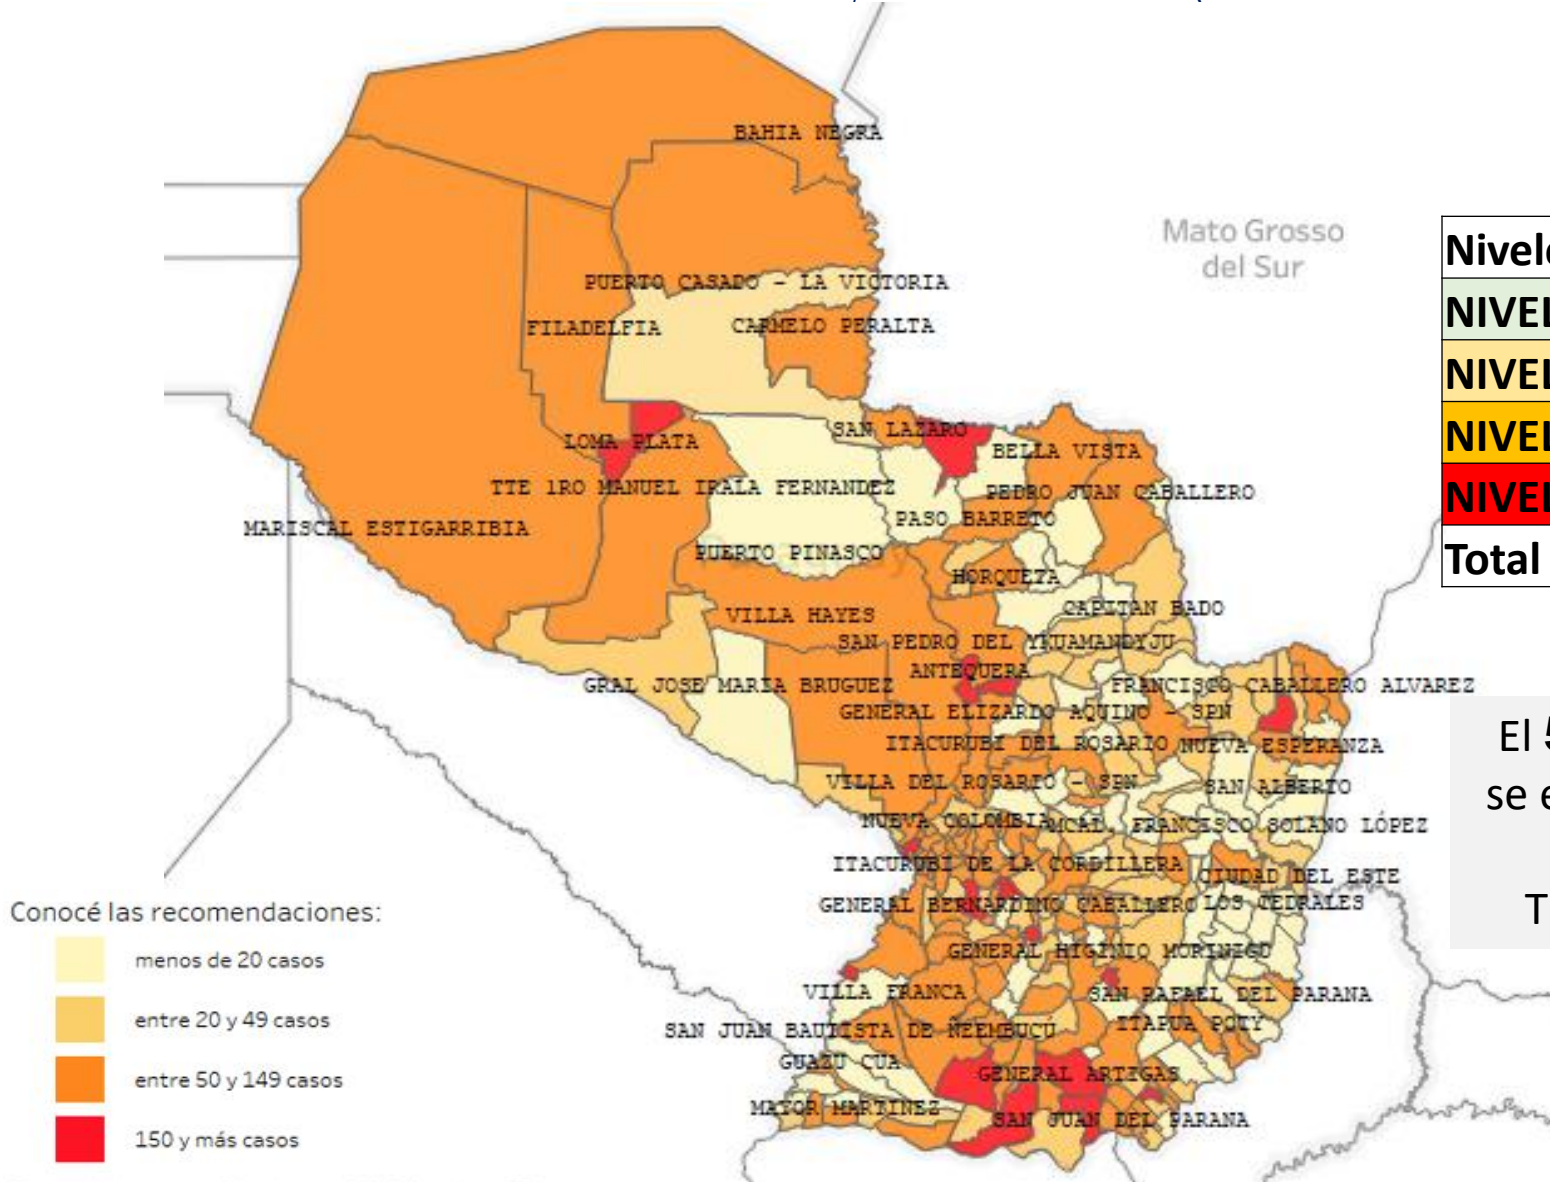 BAHIA NEGRA
Mato Grosso
del Sur
PUERTO CASADO - LA VICTORIA
FILADELFIA
CARMELO PERALTA
SAN LAZARO
LOMA PLATA
BELLA VISTA
TTE 1RO MANUEL IRALA FERNANDEZ
PEDRO JUAN CABALLERO
MARISCAL ESTIGARRIBIA
PASO BARRETO
PUERTO PINASCO
HORQUETA
CAPITAN BADO
VILLA HAYES
SAN PEDRO DEL YKUAMANDYJU
ANTEQUERA
GRAL JOSE MARIA BRUGUEZ
FRANCISCO CABALLERO ALVAREZ
GENERAL ELIZARDO AQUINO - SPN
ITACURUBI DEL ROSARIO
NUEVA ESPERANZA
VILLA DEL ROSARIO - SPN
SAN ALBERTO
NUEVA COLOMBIA
MCAL. FRANCISCO SOLANO LÓPEZ
ITACURUBI DE LA CORDILLERA
CIUDAD DEL ESTE
GENERAL BERNARDINO CABALLERO
LOS CEDRALES
GENERAL HIGINIO MORINIGO
VILLA FRANCA
SAN RAFAEL DEL PARANA
SAN JUAN BAUTISTA DE ÑEEMBUCÚ
ITAPUA POTY
GUAZU CUA
GENERAL ARTIGAS
MAYOR MARTINEZ
SAN JUAN DEL PARANA
Conocé las recomendaciones:
menos de 20 casos
entre 20 y 49 casos
entre 50 y 149 casos
150 y más casos
Nivel
NIVEL
NIVEL
NIVEL
NIVEL
Total
El 5
se e
T